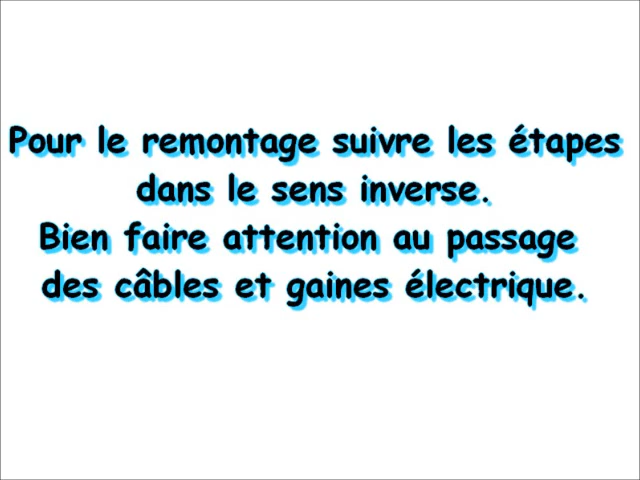 Pour le remontage suivre les étapes
dans le sens inverse.
Bien faire attention au passage
des câbles et gaines électrique.